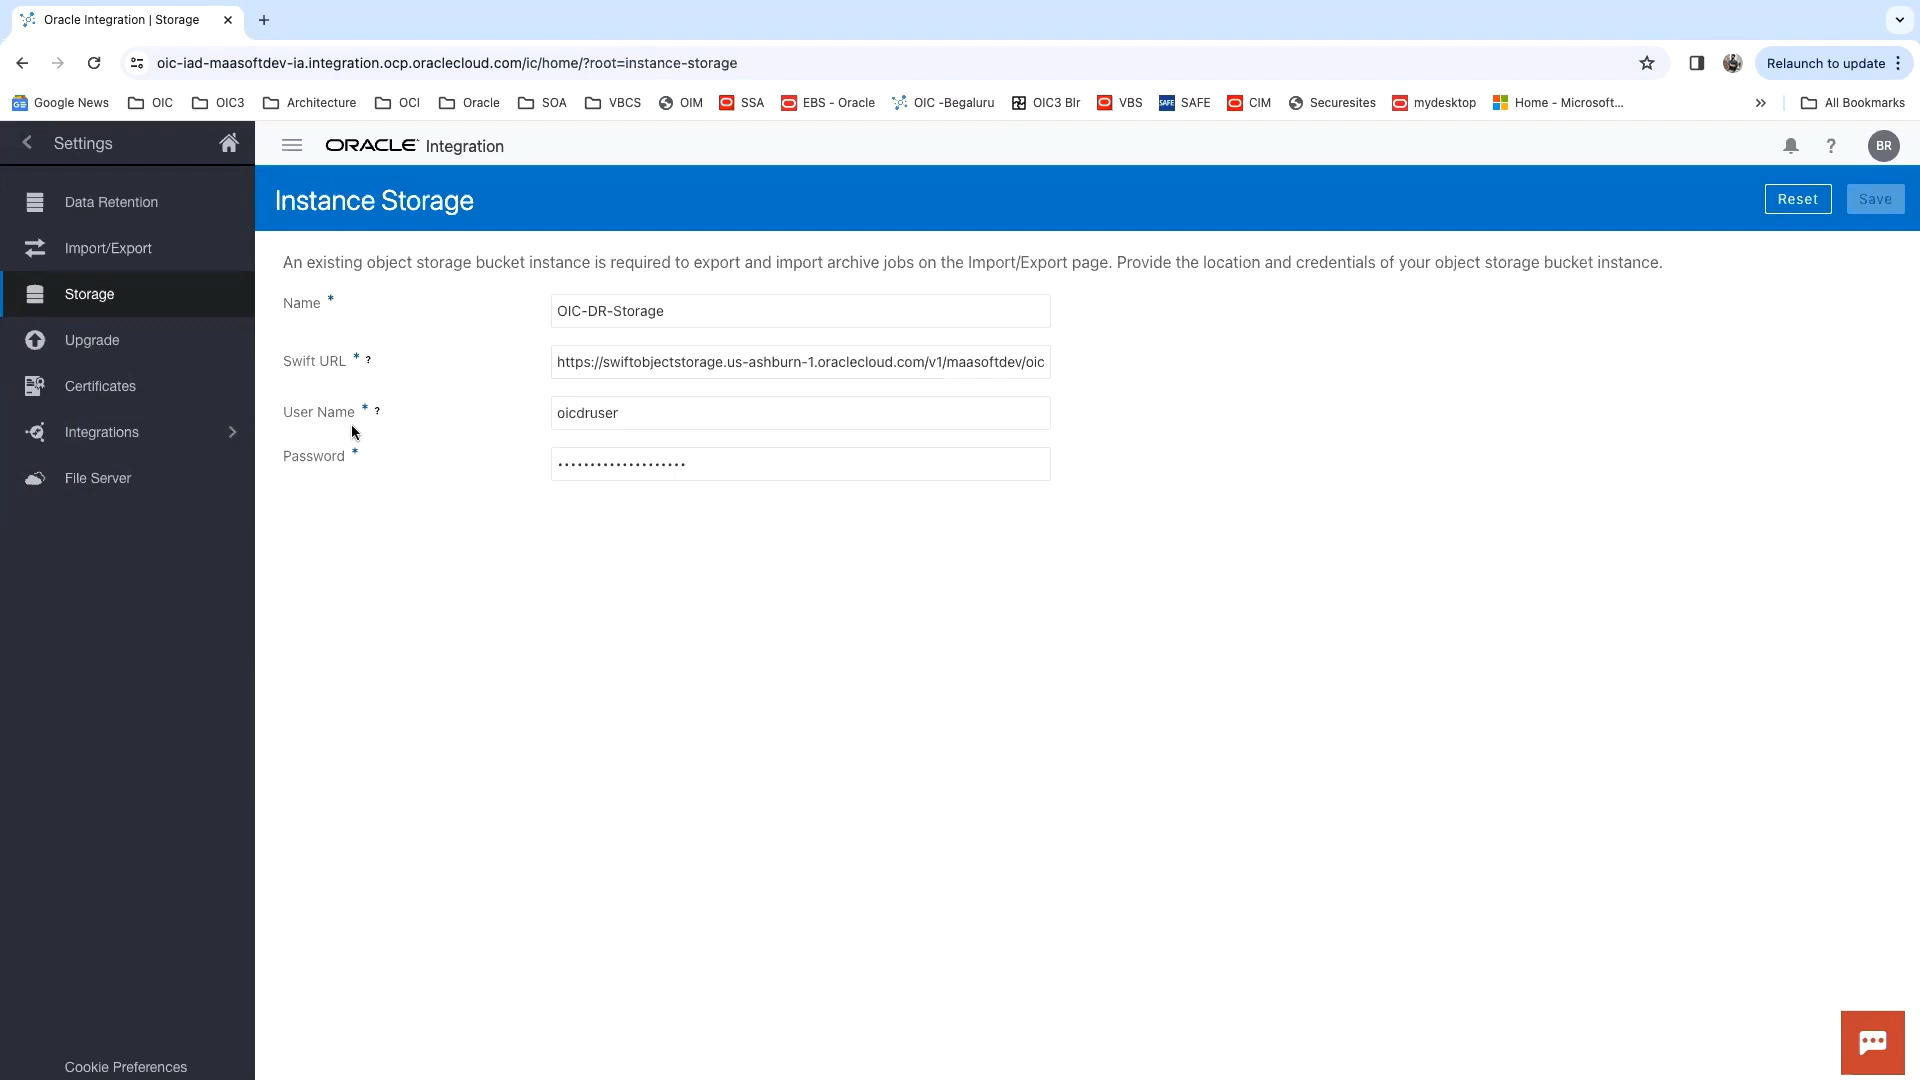 Oracle Integration | Storage
oic-iad-maasoftdev-ia.integration.ocp.oraclecloud.com/ic/home/?root=instance-storage
Relaunch to update
Google News OIC OIC3 Architecture OCI Oracle SOA VBCS OIM SSA EBS - Oracle OIC -Begaluru OIC3 Blr VBS SAFE CIM Securesites mydesktop Home - Microsoft... » All Bookmarks
Settings
ORACLE Integration
? BR
Instance Storage
Reset Save
Data Retention
Import/Export
Storage
Upgrade
Certificates
Integrations
File Server
An existing object storage bucket instance is required to export and import archive jobs on the Import/Export page. Provide the location and credentials of your object storage bucket instance.
Name * OIC-DR-Storage
Swift URL * ? https://swiftobjectstorage.us-ashburn-1.oraclecloud.com/v1/maasoftdev/oic
User Name * ? oicdruser
Password * ····················
Cookie Preferences